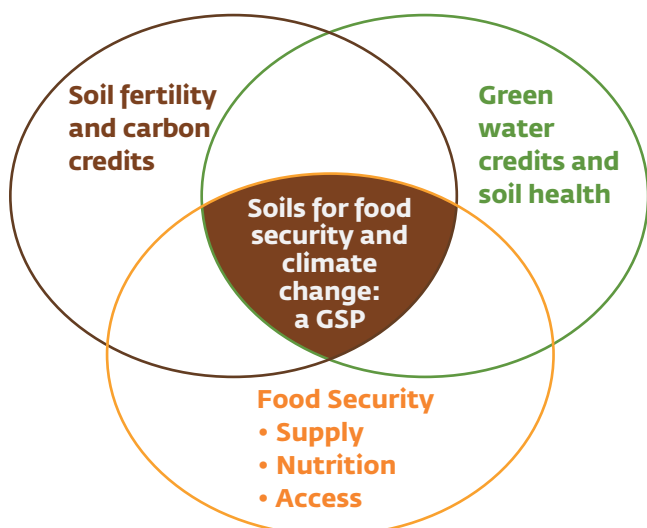 Soil fertility
and carbon
credits
Green
water
credits and
soil health
Soils for food
security and
climate
change:
a GSP
Food Security
• Supply
• Nutrition
• Access